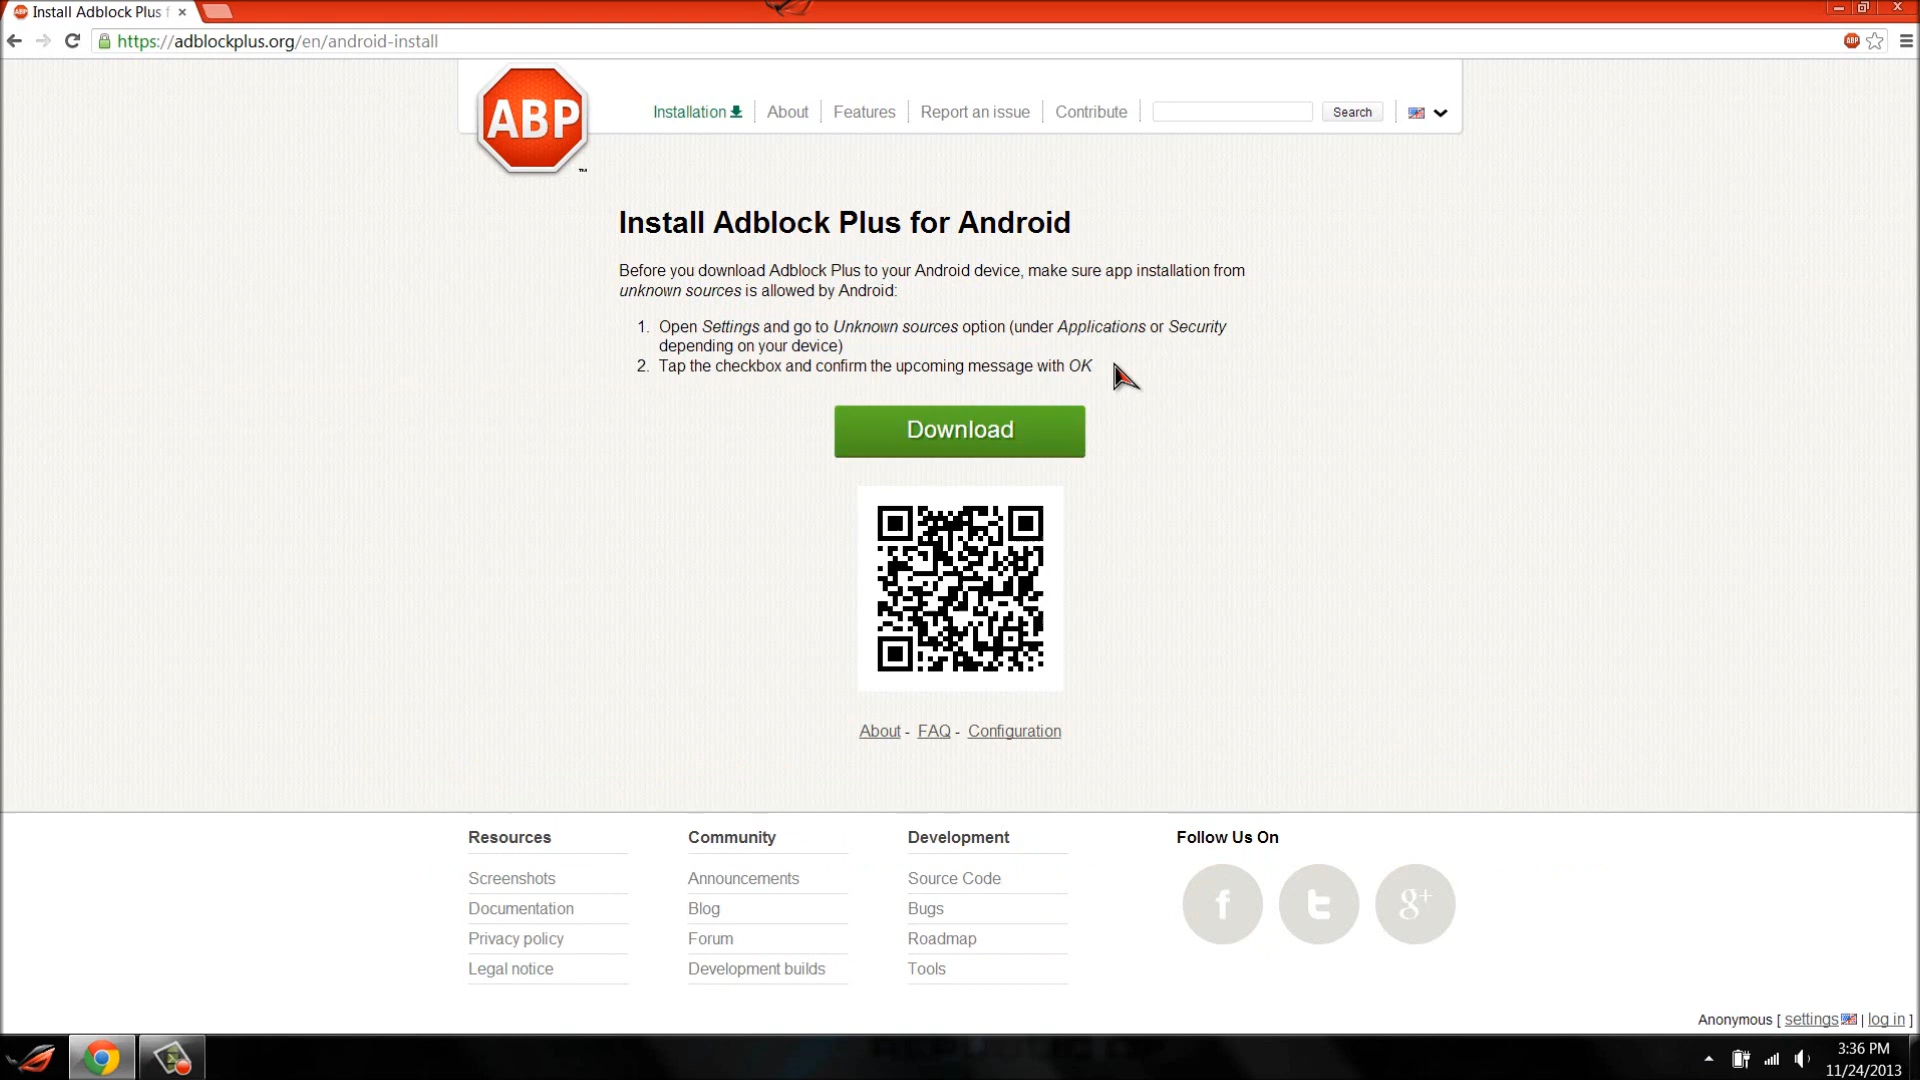 Install Adblock Plus f
https://adblockplus.org/en/android-install
ABP
ABP
™
Installation
About
Features
Report an issue
Contribute
Search
Install Adblock Plus for Android
Before you download Adblock Plus to your Android device, make sure app installation from
unknown sources is allowed by Android:
1. Open Settings and go to Unknown sources option (under Applications or Security
depending on your device)
2. Tap the checkbox and confirm the upcoming message with OK
Download
About - FAQ - Configuration
Resources
Screenshots
Documentation
Privacy policy
Legal notice
Community
Announcements
Blog
Forum
Development builds
Development
Source Code
Bugs
Roadmap
Tools
Follow Us On
f
t
g+
Anonymous [ settings | log in ]
3:36 PM
11/24/2013